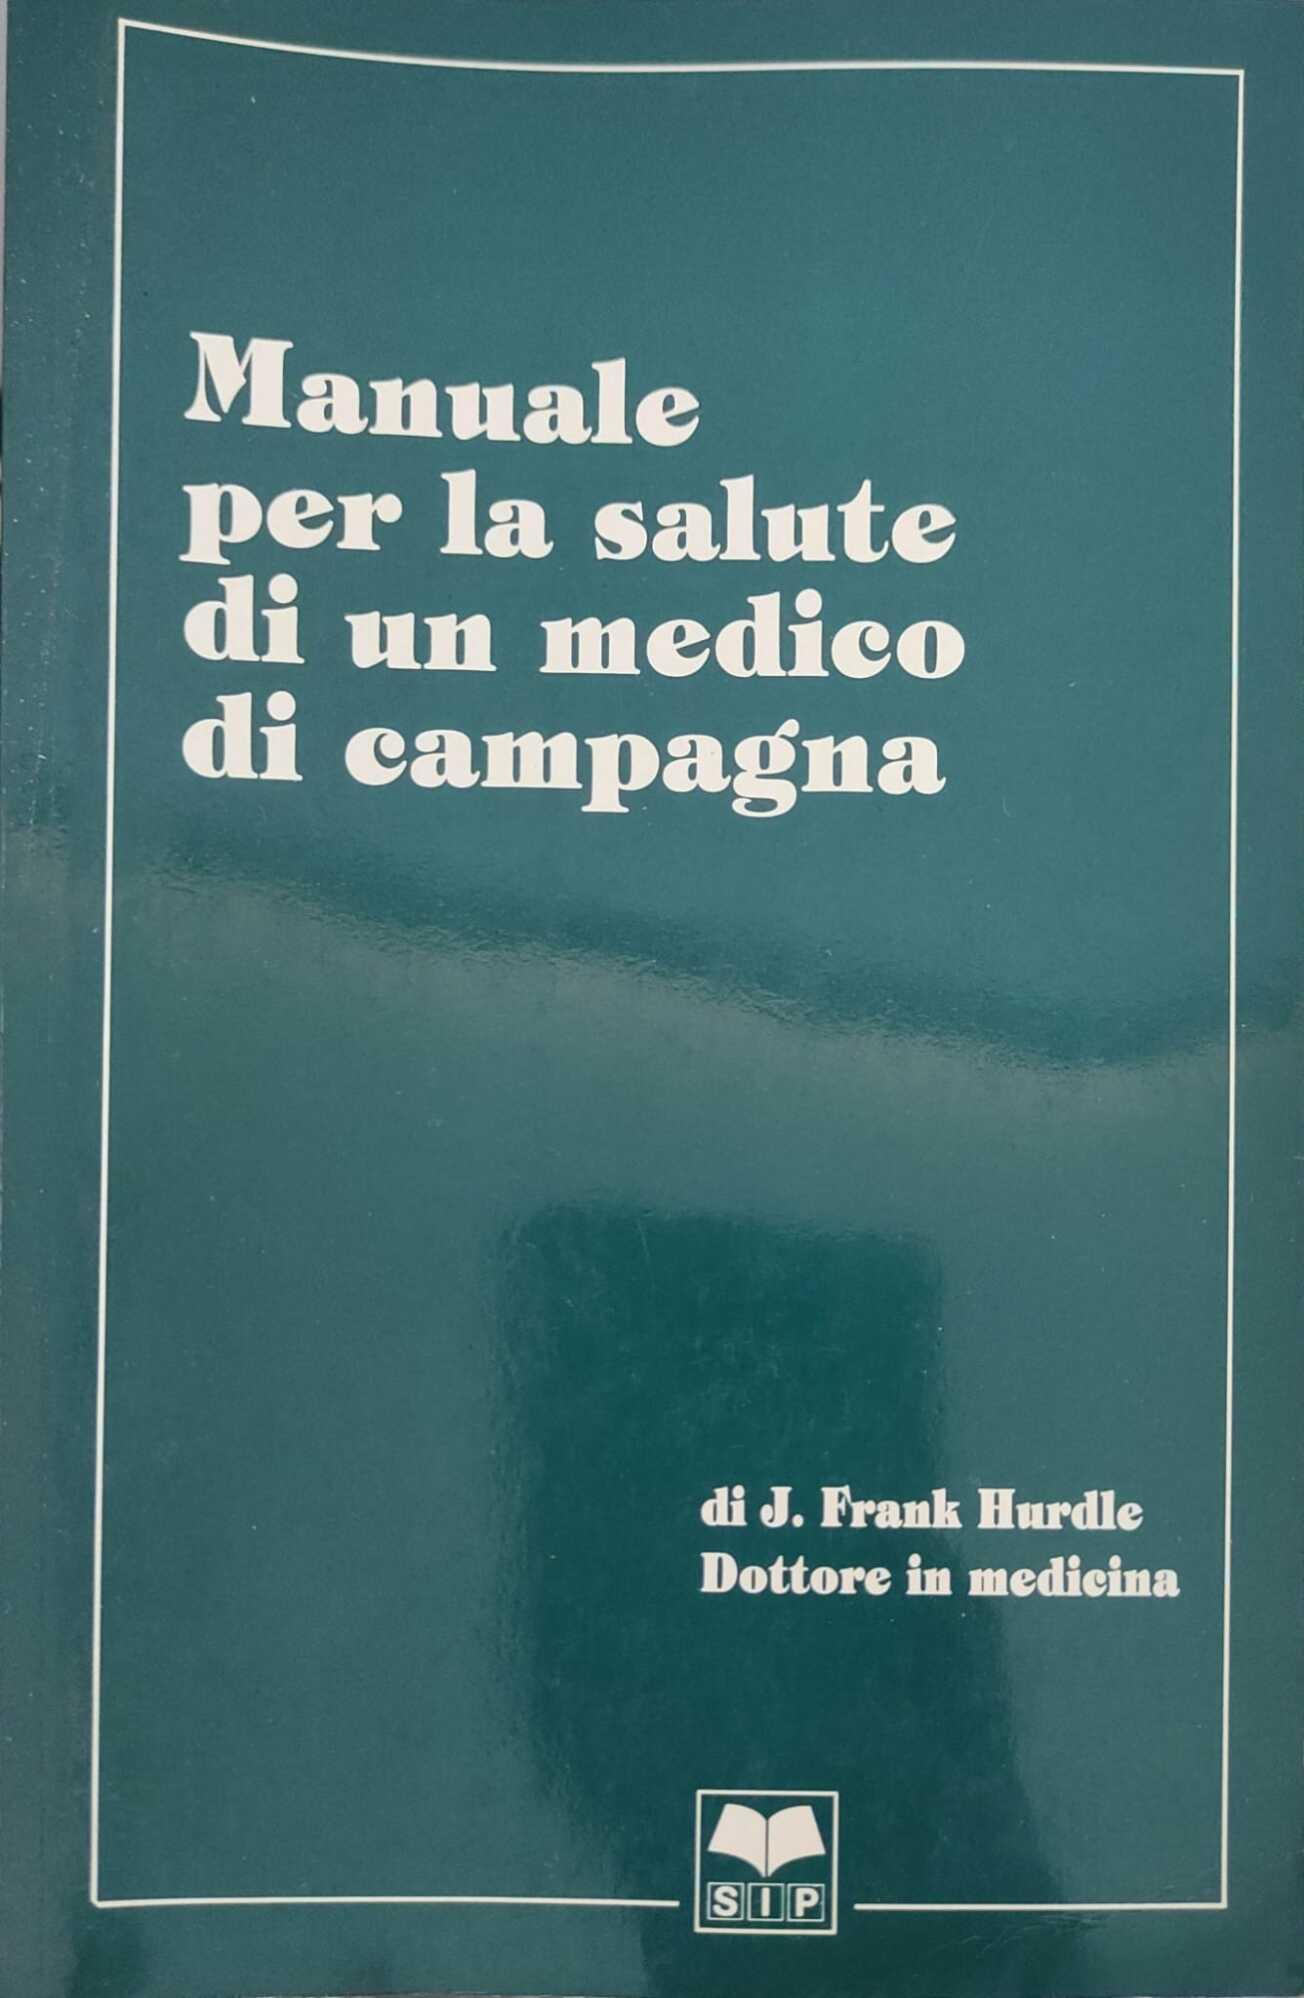 Manuale
per la salute
di un medico
di campagna
di J. Frank Hurdle
Dottore in medicina
SIP